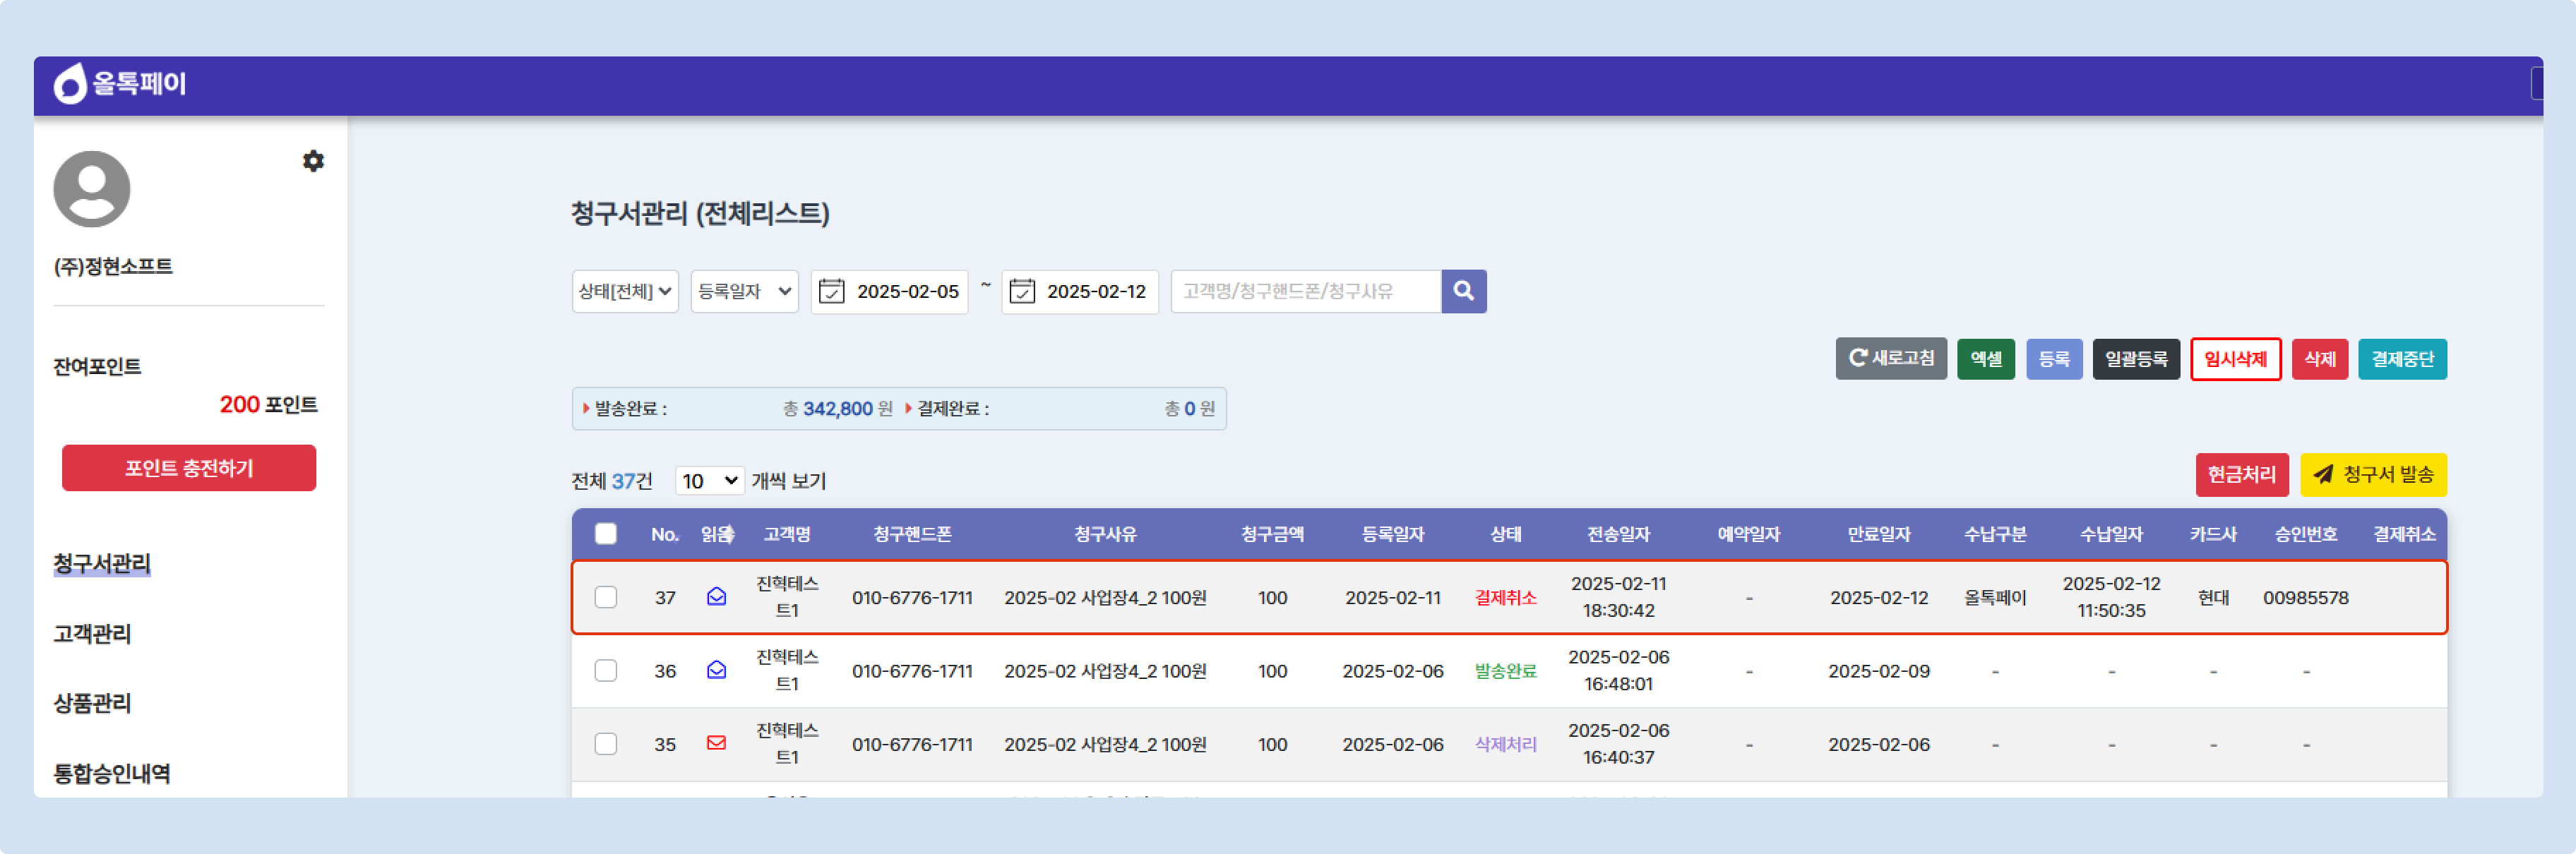 올톡페이
(주)정현소프트
잔여포인트
200 포인트
포인트 충전하기
청구서관리
고객관리
상품관리
통합승인내역
청구서관리 (전체리스트)
상태[전체] 등록일자 2025-02-05 ~ 2025-02-12 고객명/청구핸드폰/청구사유
새로고침 엑셀 등록 일괄등록 임시삭제 삭제 결제중단
발송완료 : 총 342,800 원 결제완료 : 총 0 원
전체 37건 10 개씩 보기
현금처리 청구서 발송
No. 읽음 고객명 청구핸드폰 청구사유 청구금액 등록일자 상태 전송일자 예약일자 만료일자 수납구분 수납일자 카드사 승인번호 결제취소
37 진혁테스트1 010-6776-1711 2025-02 사업장4_2 100원 100 2025-02-11 결제취소 2025-02-11 18:30:42 - 2025-02-12 올톡페이 2025-02-12 11:50:35 현대 00985578
36 진혁테스트1 010-6776-1711 2025-02 사업장4_2 100원 100 2025-02-06 발송완료 2025-02-06 16:48:01 - 2025-02-09 - - - -
35 진혁테스트1 010-6776-1711 2025-02 사업장4_2 100원 100 2025-02-06 삭제처리 2025-02-06 16:40:37 - 2025-02-06 - - - -